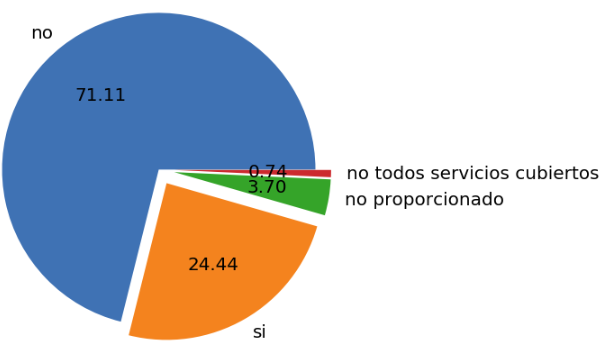 no
71.11
0.74
no todos servicios cubiertos
3.70
no proporcionado
24.44
si